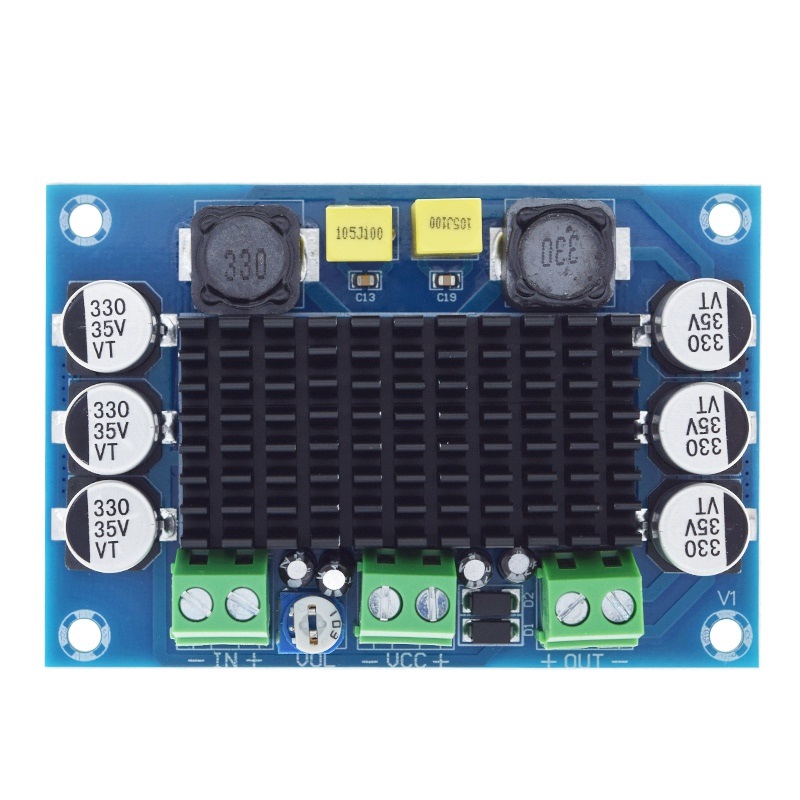 330
105J100
105J100
330
C13
C19
330
35V
VT
330
35V
VT
330
35V
VT
330
35V
VT
330
35V
VT
330
35V
VT
D2
D1
V1
103
- IN +
VOL
- VCC +
+ OUT -